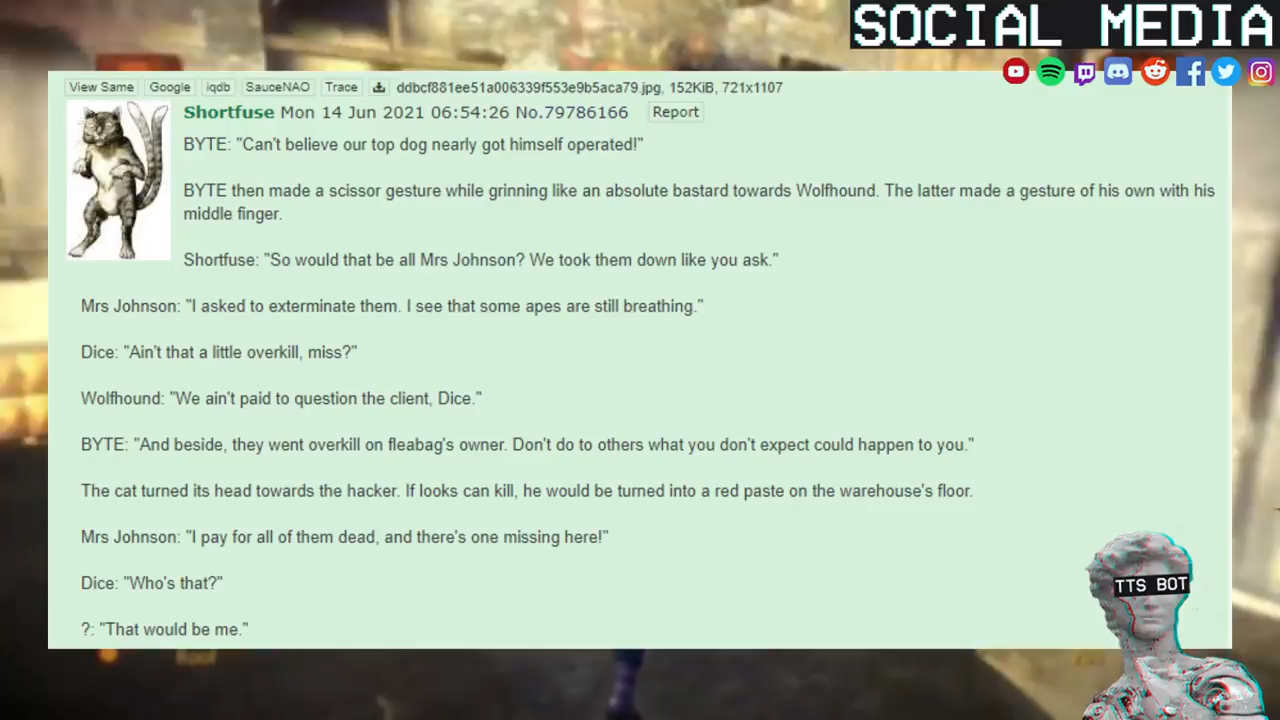 SOCIAL MEDIA
View Same Google iqdb SauceNAO Trace ddbcf881ee51a006339f553e9b5aca79.jpg, 152KiB, 721x1107
Shortfuse Mon 14 Jun 2021 06:54:26 No.79786166 Report
BYTE: "Can't believe our top dog nearly got himself operated!"
BYTE then made a scissor gesture while grinning like an absolute bastard towards Wolfhound. The latter made a gesture of his own with his
middle finger.
Shortfuse: "So would that be all Mrs Johnson? We took them down like you ask."
Mrs Johnson: "I asked to exterminate them. I see that some apes are still breathing."
Dice: "Ain't that a little overkill, miss?"
Wolfhound: "We ain't paid to question the client, Dice."
BYTE: "And beside, they went overkill on fleabag's owner. Don't do to others what you don't expect could happen to you."
The cat turned its head towards the hacker. If looks can kill, he would be turned into a red paste on the warehouse's floor.
Mrs Johnson: "I pay for all of them dead, and there's one missing here!"
Dice: "Who's that?"
?: "That would be me."
TTS BOT